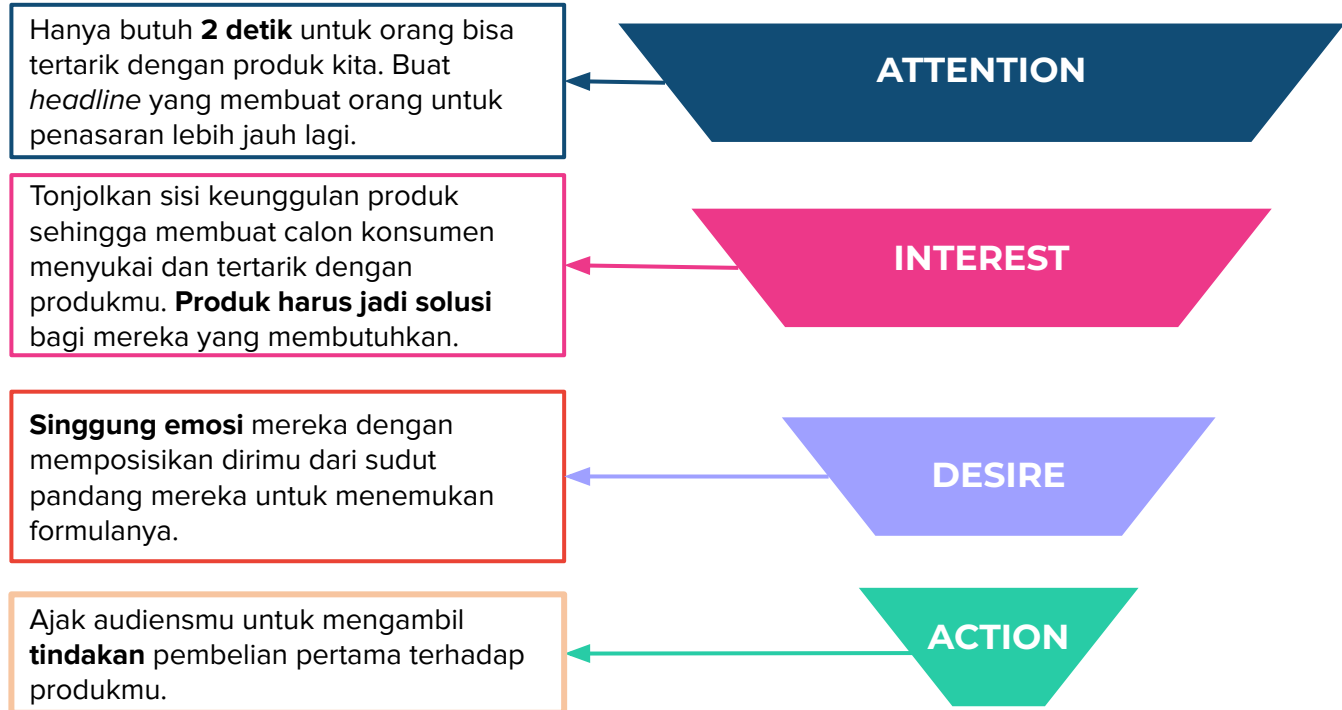 Hanya butuh 2 detik untuk orang bisa
tertarik dengan produk kita. Buat
headline yang membuat orang untuk
penasaran lebih jauh lagi.
ATTENTION
Tonjolkan sisi keunggulan produk
sehingga membuat calon konsumen
menyukai dan tertarik dengan
produkmu. Produk harus jadi solusi
bagi mereka yang membutuhkan.
INTEREST
Singgung emosi mereka dengan
memposisikan dirimu dari sudut
pandang mereka untuk menemukan
formulanya.
DESIRE
Ajak audiensmu untuk mengambil
tindakan pembelian pertama terhadap
produkmu.
ACTION